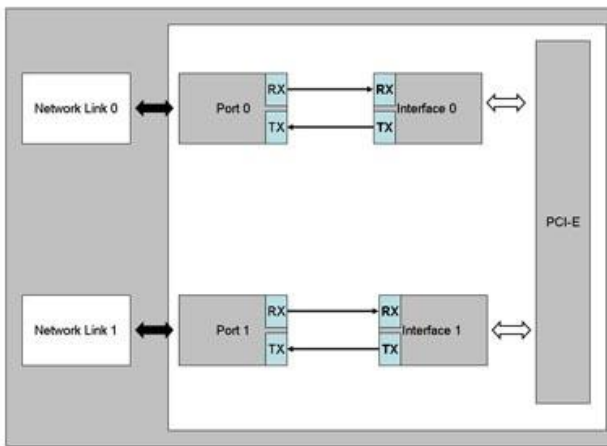 RX
RX
Network Link 0
Port 0
Interface 0
TX
TX
PCI-E
RX
RX
Network Link 1
Port 1
Interface 1
TX
TX